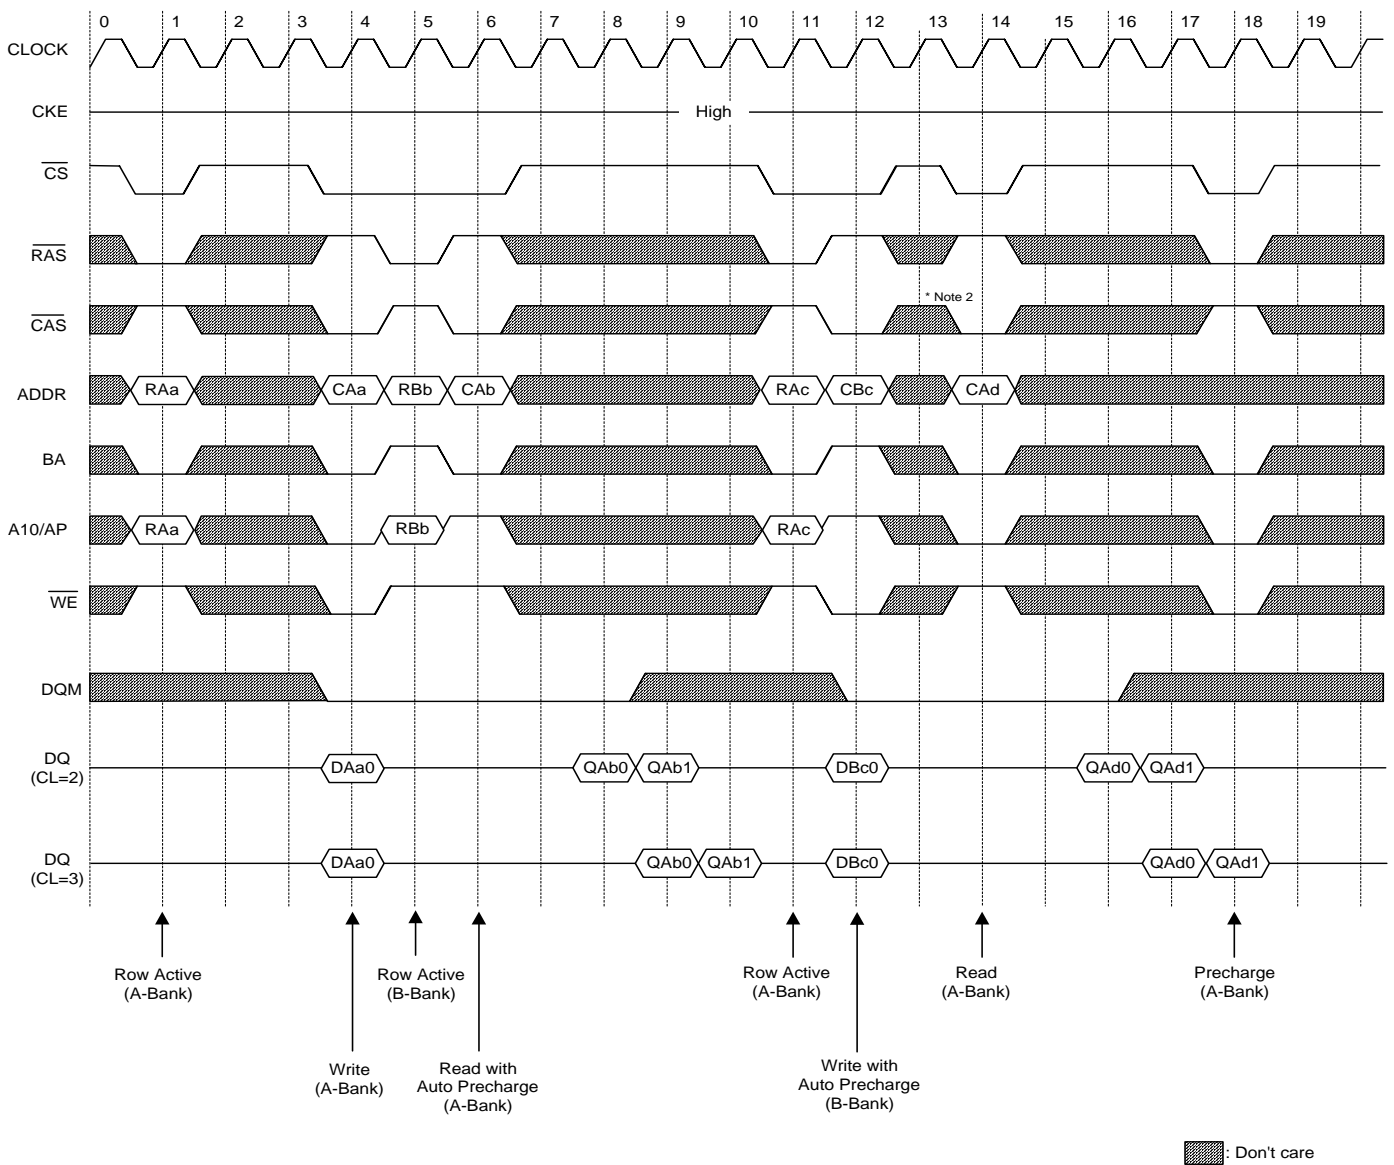 0 1 2 3 4 5 6 7 8 9 10 11 12 13 14 15 16 17 18 19
CLOCK
CKE High
CS
RAS
* Note 2
CAS
ADDR RAa CAa RBb CAb RAc CBc CAd
BA
A10/AP RAa RBb RAc
WE
DQM
DQ
(CL=2) DAa0 QAb0 QAb1 DBc0 QAd0 QAd1
DQ
(CL=3) DAa0 QAb0 QAb1 DBc0 QAd0 QAd1
Row Active
(A-Bank)
Row Active
(B-Bank)
Row Active
(A-Bank)
Read
(A-Bank)
Precharge
(A-Bank)
Write
(A-Bank)
Read with
Auto Precharge
(A-Bank)
Write with
Auto Precharge
(B-Bank)
: Don't care